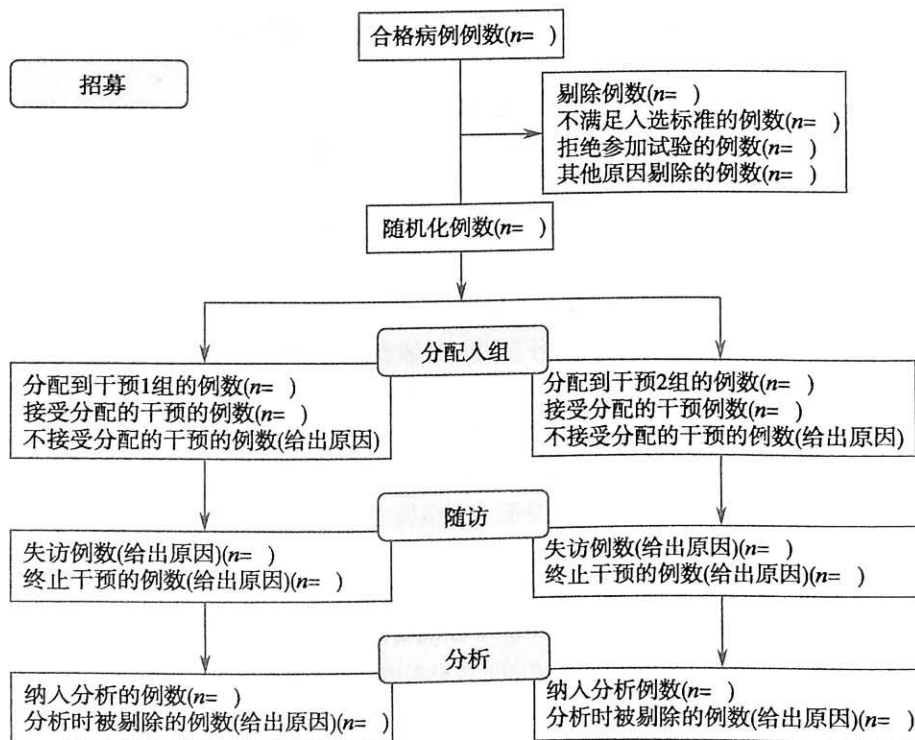 合格病例例数(n= )
招募
剔除例数(n= )
不满足入选标准的例数(n= )
拒绝参加试验的例数(n= )
其他原因剔除的例数(n= )
随机化例数(n= )
分配入组
分配到干预1组的例数(n= )
接受分配的干预的例数(n= )
不接受分配的干预的例数(给出原因)
分配到干预2组的例数(n= )
接受分配的干预例数(n= )
不接受分配的干预的例数(给出原因)
随访
失访例数(给出原因)(n= )
终止干预的例数(给出原因)(n= )
失访例数(给出原因)(n= )
终止干预的例数(给出原因)(n= )
分析
纳入分析的例数(n= )
分析时被剔除的例数(给出原因)(n= )
纳入分析例数(n= )
分析时被剔除的例数(给出原因)(n= )